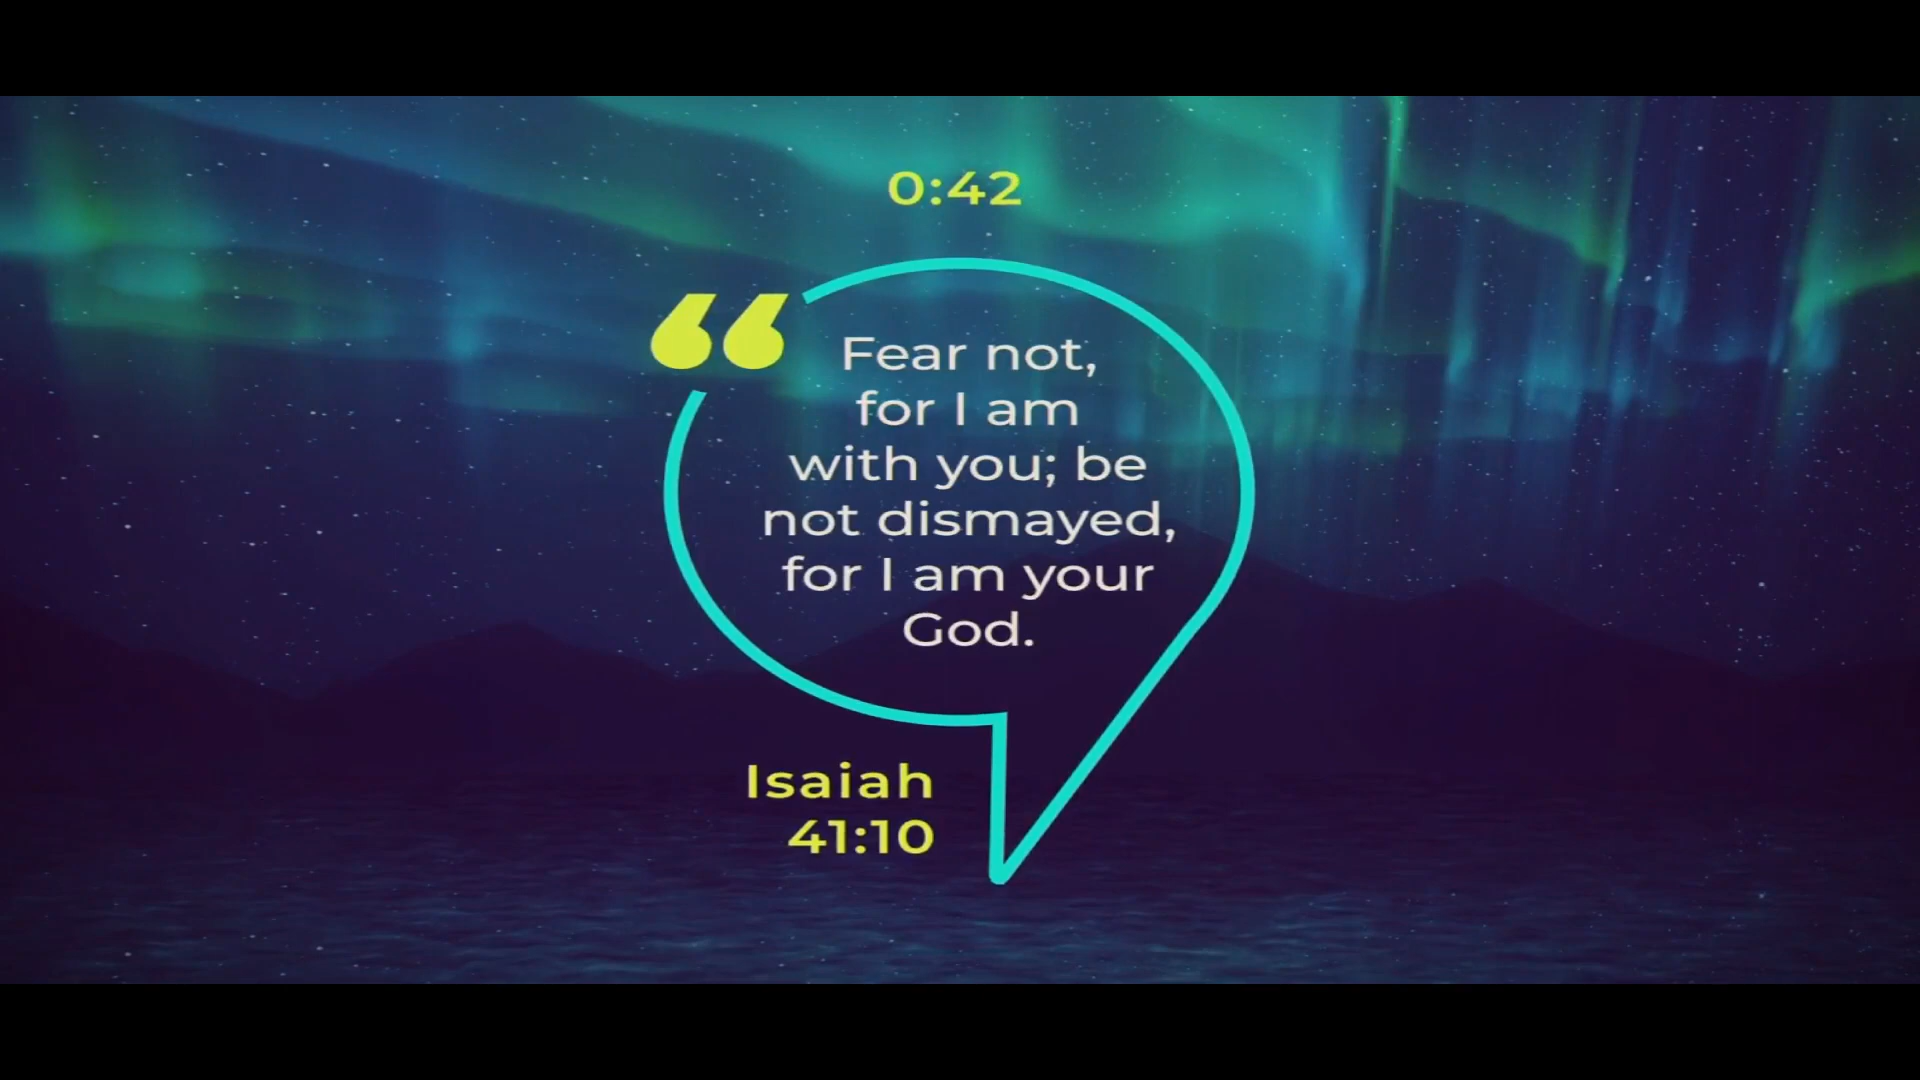 0:42
“
Fear not,
for I am
with you; be
not dismayed,
for I am your
God.
Isaiah
41:10